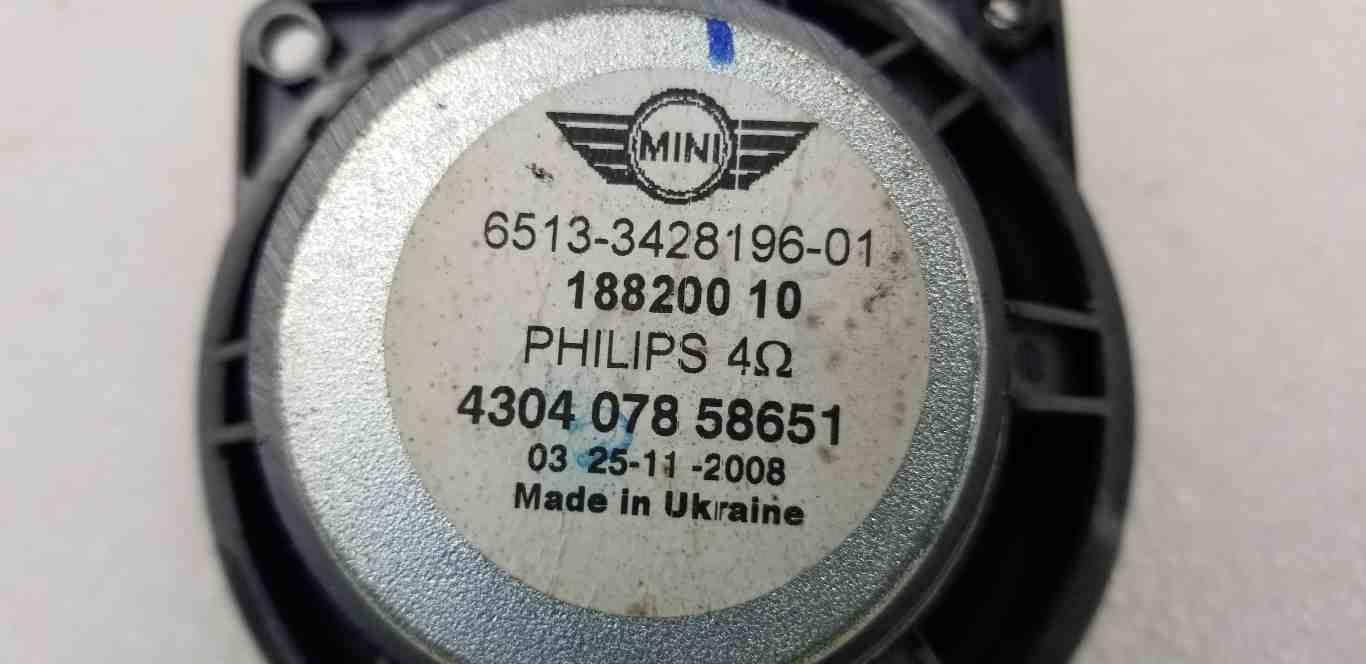 MINI
6513-3428196-01
188200 10
PHILIPS 4Ω
4304 078 58651
03 25-11 -2008
Made in Ukraine